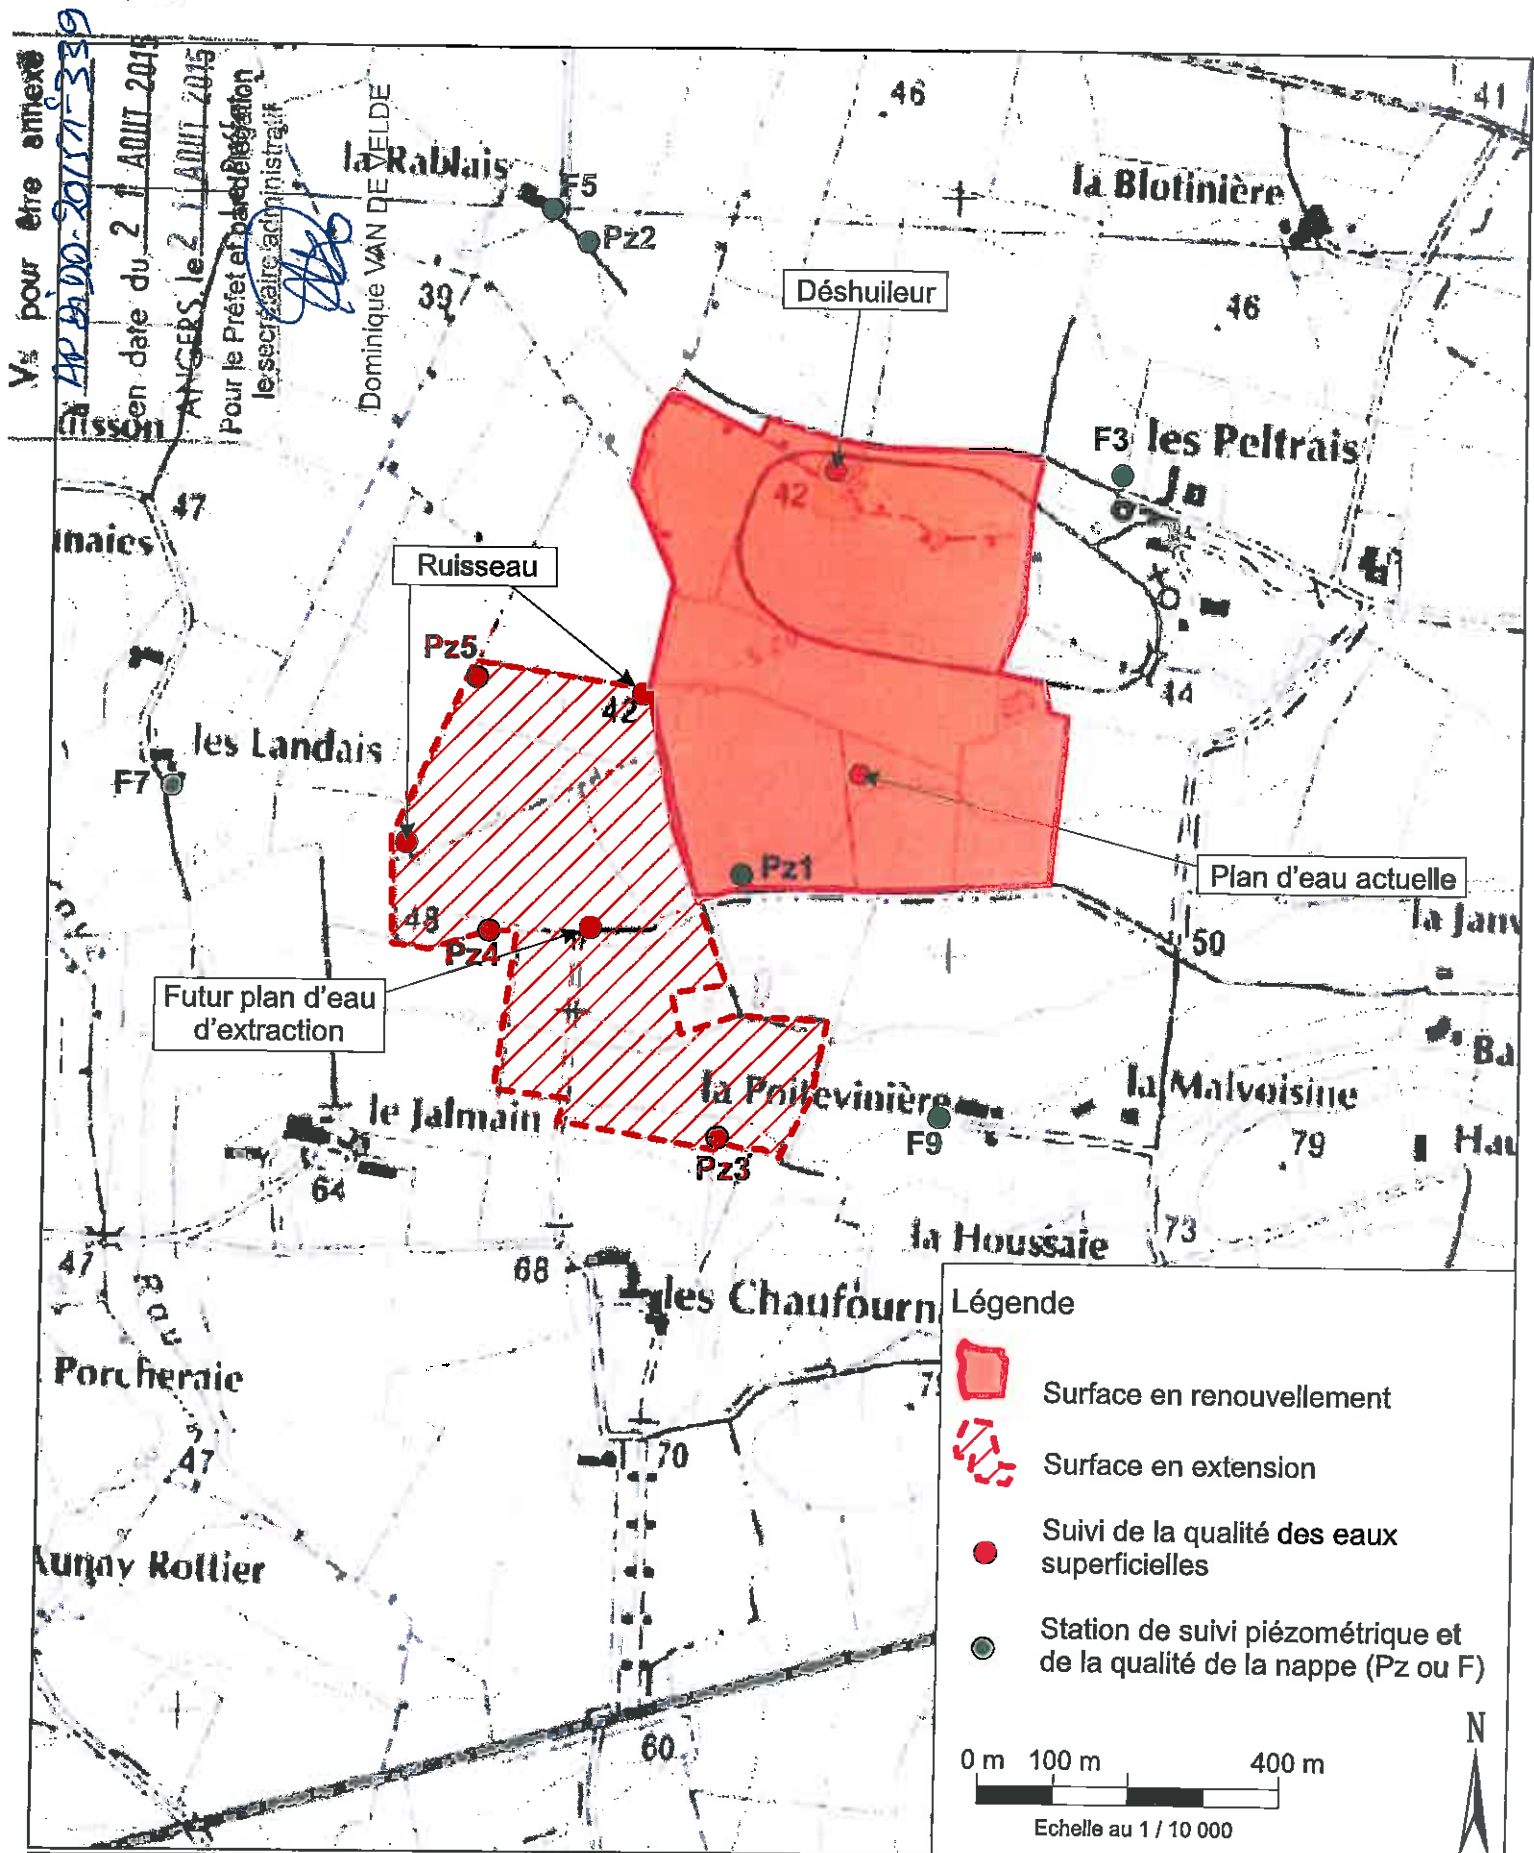 Vu pour être annexé
en date du 21 AOUT 2015
ANGERS, le 21 AOUT 2015
Pour le Préfet et par délégation
le secrétaire administratif
Dominique VAN DE VELDE
46
41
la Rablais
F5
Pz2
la Blotinière
39
Déshuileur
46
42
F3
les Peltrais
47
Ruisseau
Pz5
42
44
les Landais
F7
Pz1
Plan d'eau actuelle
48
Pz4
50
Futur plan d'eau
d'extraction
la Poitevinière
la Malvoisine
le Jalmain
F9
79
Pz3
64
la Houssaie
73
47
68
les Chaufourn
Porcheraie
47
70
60
Légende
Surface en renouvellement
Surface en extension
Suivi de la qualité des eaux
superficielles
Station de suivi piézométrique et
de la qualité de la nappe (Pz ou F)
N
0 m 100 m 400 m
Echelle au 1 / 10 000